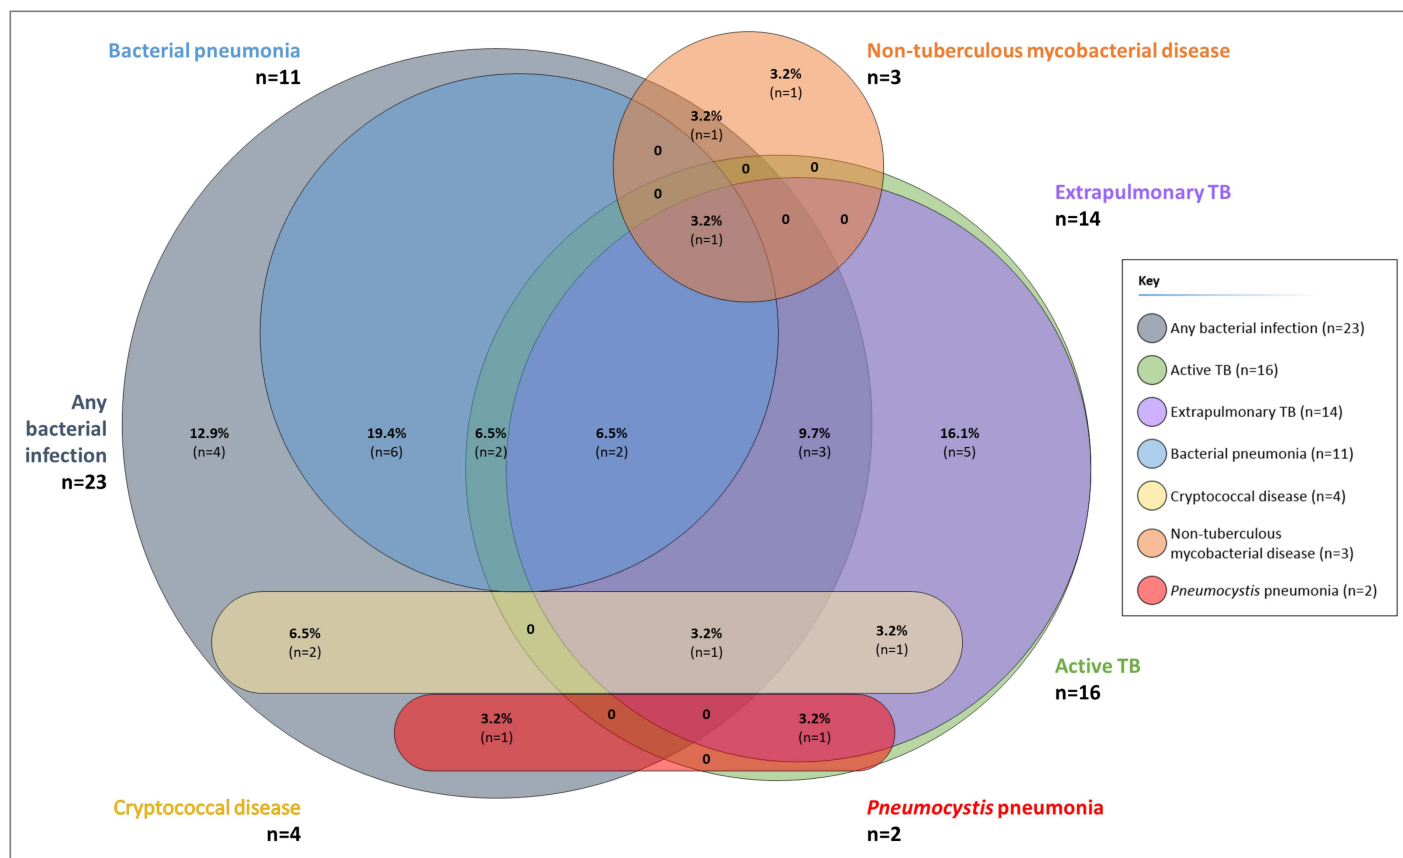 Bacterial pneumonia
n=11
Non-tuberculous mycobacterial disease
n=3
3.2%
(n=1)
3.2%
(n=1)
0
0
0
0
Extrapulmonary TB
n=14
3.2%
(n=1)
0
0
Key
Any bacterial infection (n=23)
Active TB (n=16)
Extrapulmonary TB (n=14)
Bacterial pneumonia (n=11)
Cryptococcal disease (n=4)
Non-tuberculous
mycobacterial disease (n=3)
Pneumocystis pneumonia (n=2)
Any
bacterial
infection
n=23
12.9%
(n=4)
19.4%
(n=6)
6.5%
(n=2)
6.5%
(n=2)
9.7%
(n=3)
16.1%
(n=5)
6.5%
(n=2)
0
3.2%
(n=1)
3.2%
(n=1)
Active TB
n=16
3.2%
(n=1)
0
0
3.2%
(n=1)
0
Cryptococcal disease
n=4
Pneumocystis pneumonia
n=2